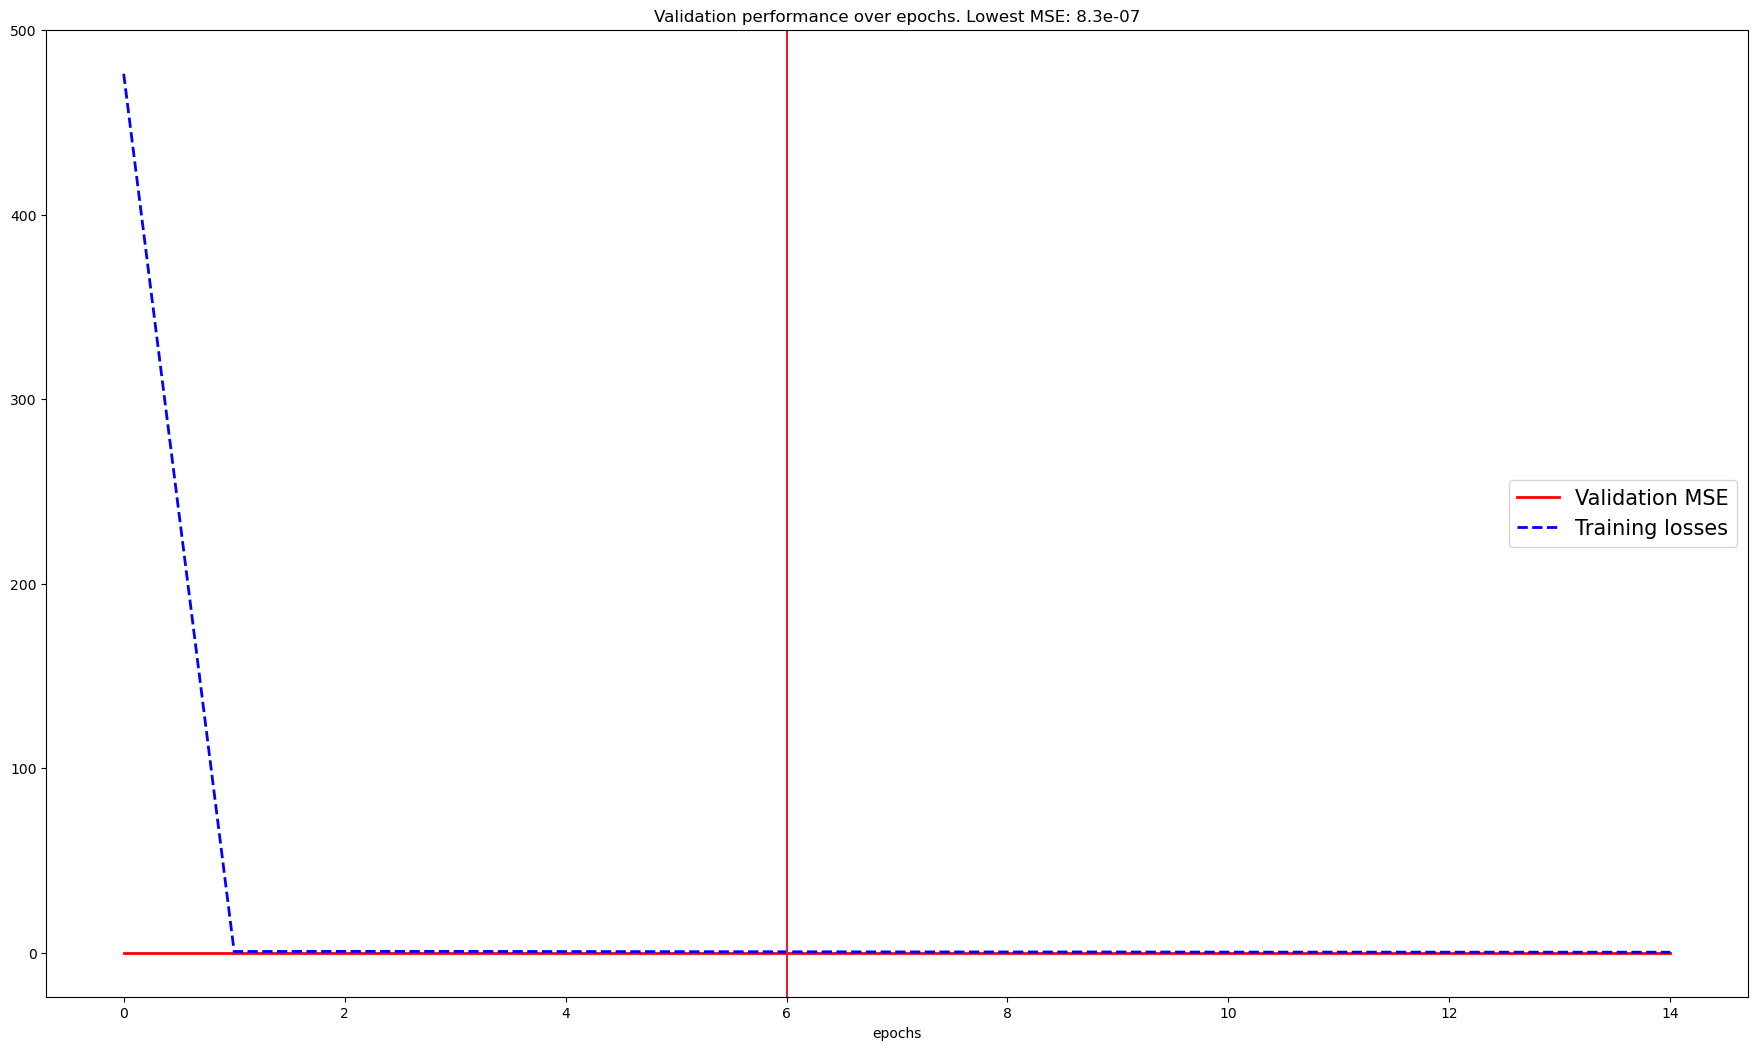 Validation performance over epochs. Lowest MSE: 8.3e-07
500
400
300
200
100
0
Validation MSE
Training losses
0 2 4 6 8 10 12 14
epochs